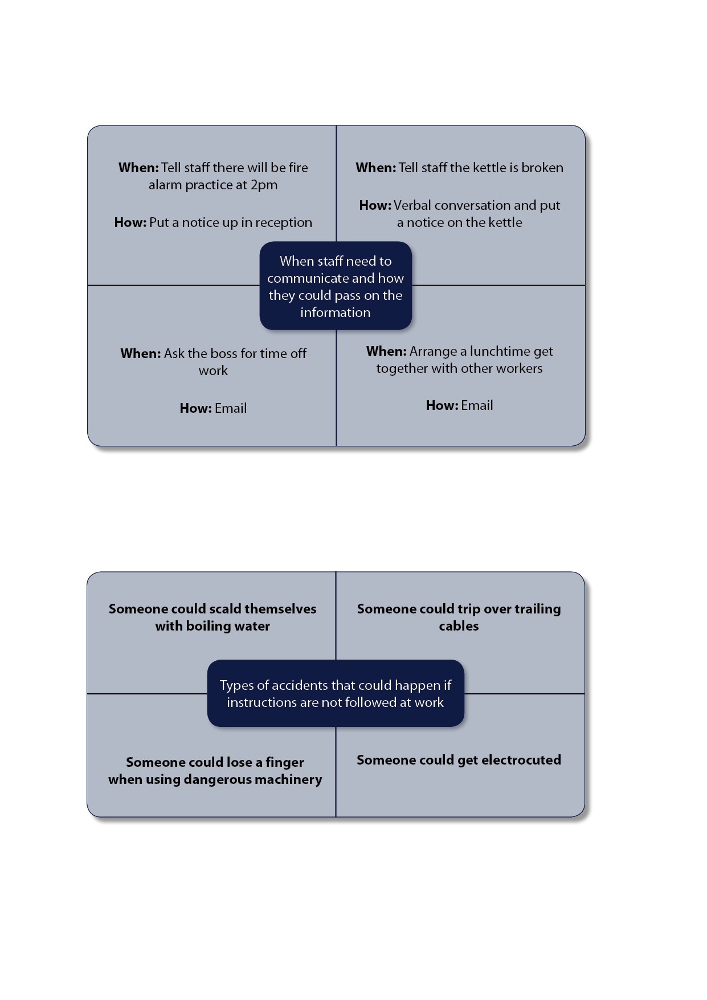 When: Tell staff there will be fire
alarm practice at 2pm
How: Put a notice up in reception
When: Tell staff the kettle is broken
How: Verbal conversation and put
a notice on the kettle
When staff need to
communicate and how
they could pass on the
information
When: Ask the boss for time off
work
How: Email
When: Arrange a lunchtime get
together with other workers
How: Email
Someone could scald themselves
with boiling water
Someone could trip over trailing
cables
Types of accidents that could happen if
instructions are not followed at work
Someone could lose a finger
when using dangerous machinery
Someone could get electrocuted